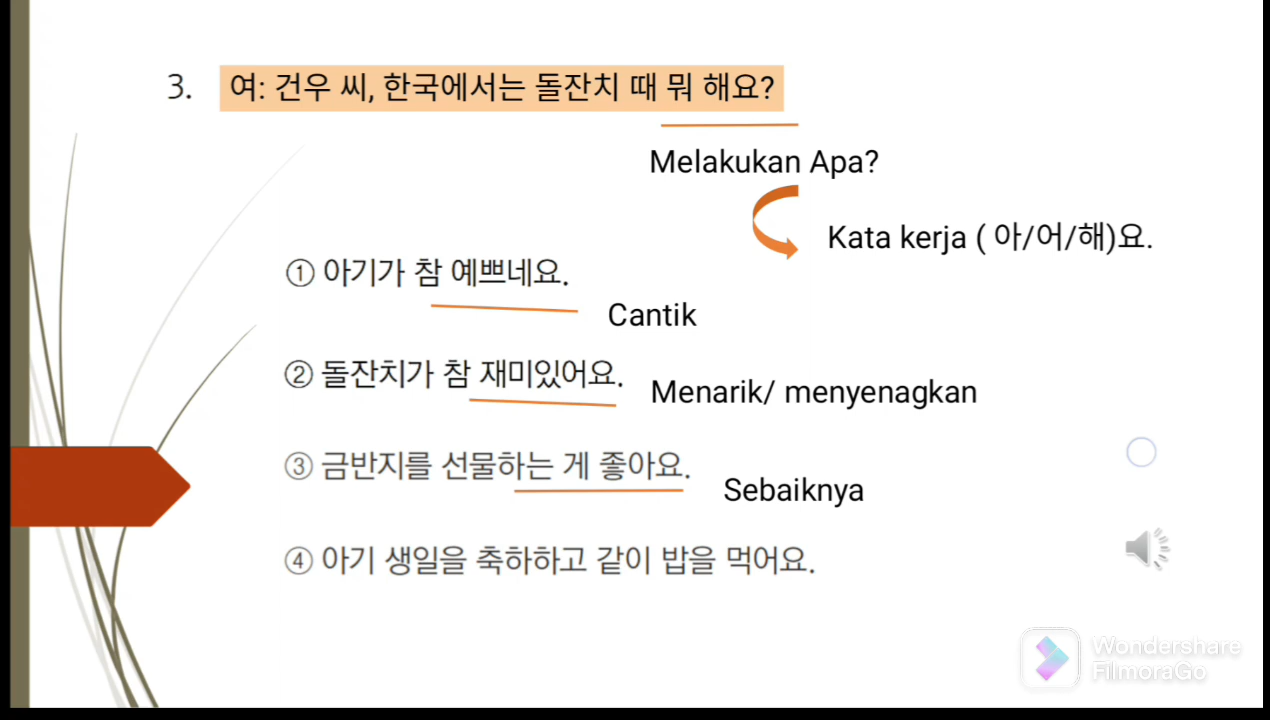 3. 여: 건우 씨, 한국에서는 돌잔치 때 뭐 해요?
Melakukan Apa?
Kata kerja ( 아/어/해)요.
① 아기가 참 예쁘네요.
Cantik
② 돌잔치가 참 재미있어요.
Menarik/ menyenagkan
③ 금반지를 선물하는 게 좋아요.
Sebaiknya
④ 아기 생일을 축하하고 같이 밥을 먹어요.
Wondershare
FilmoraGo